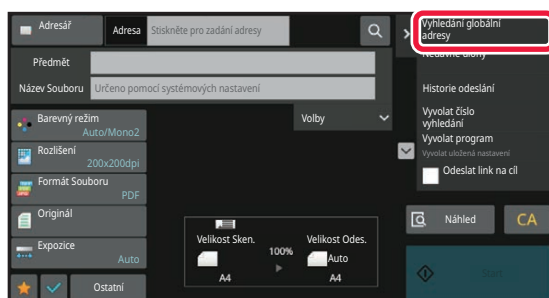 Adresář
Adresa
Stiskněte pro zadání adresy
Vyhledání globální
adresy
Předmět
Název Souboru
Určeno pomocí systémových nastavení
Historie odeslání
Barevný režim
Auto/Mono2
Volby
Vyvolat číslo
vyhledání
Rozlišení
200x200dpi
Vyvolat program
Vyvolat uložená nastavení
Odeslat link na cíl
Formát Souboru
PDF
Originál
Náhled
CA
Velikost Sken.
100%
Velikost Odes.
Auto
A4
A4
Expozice
Auto
Ostatní
Start